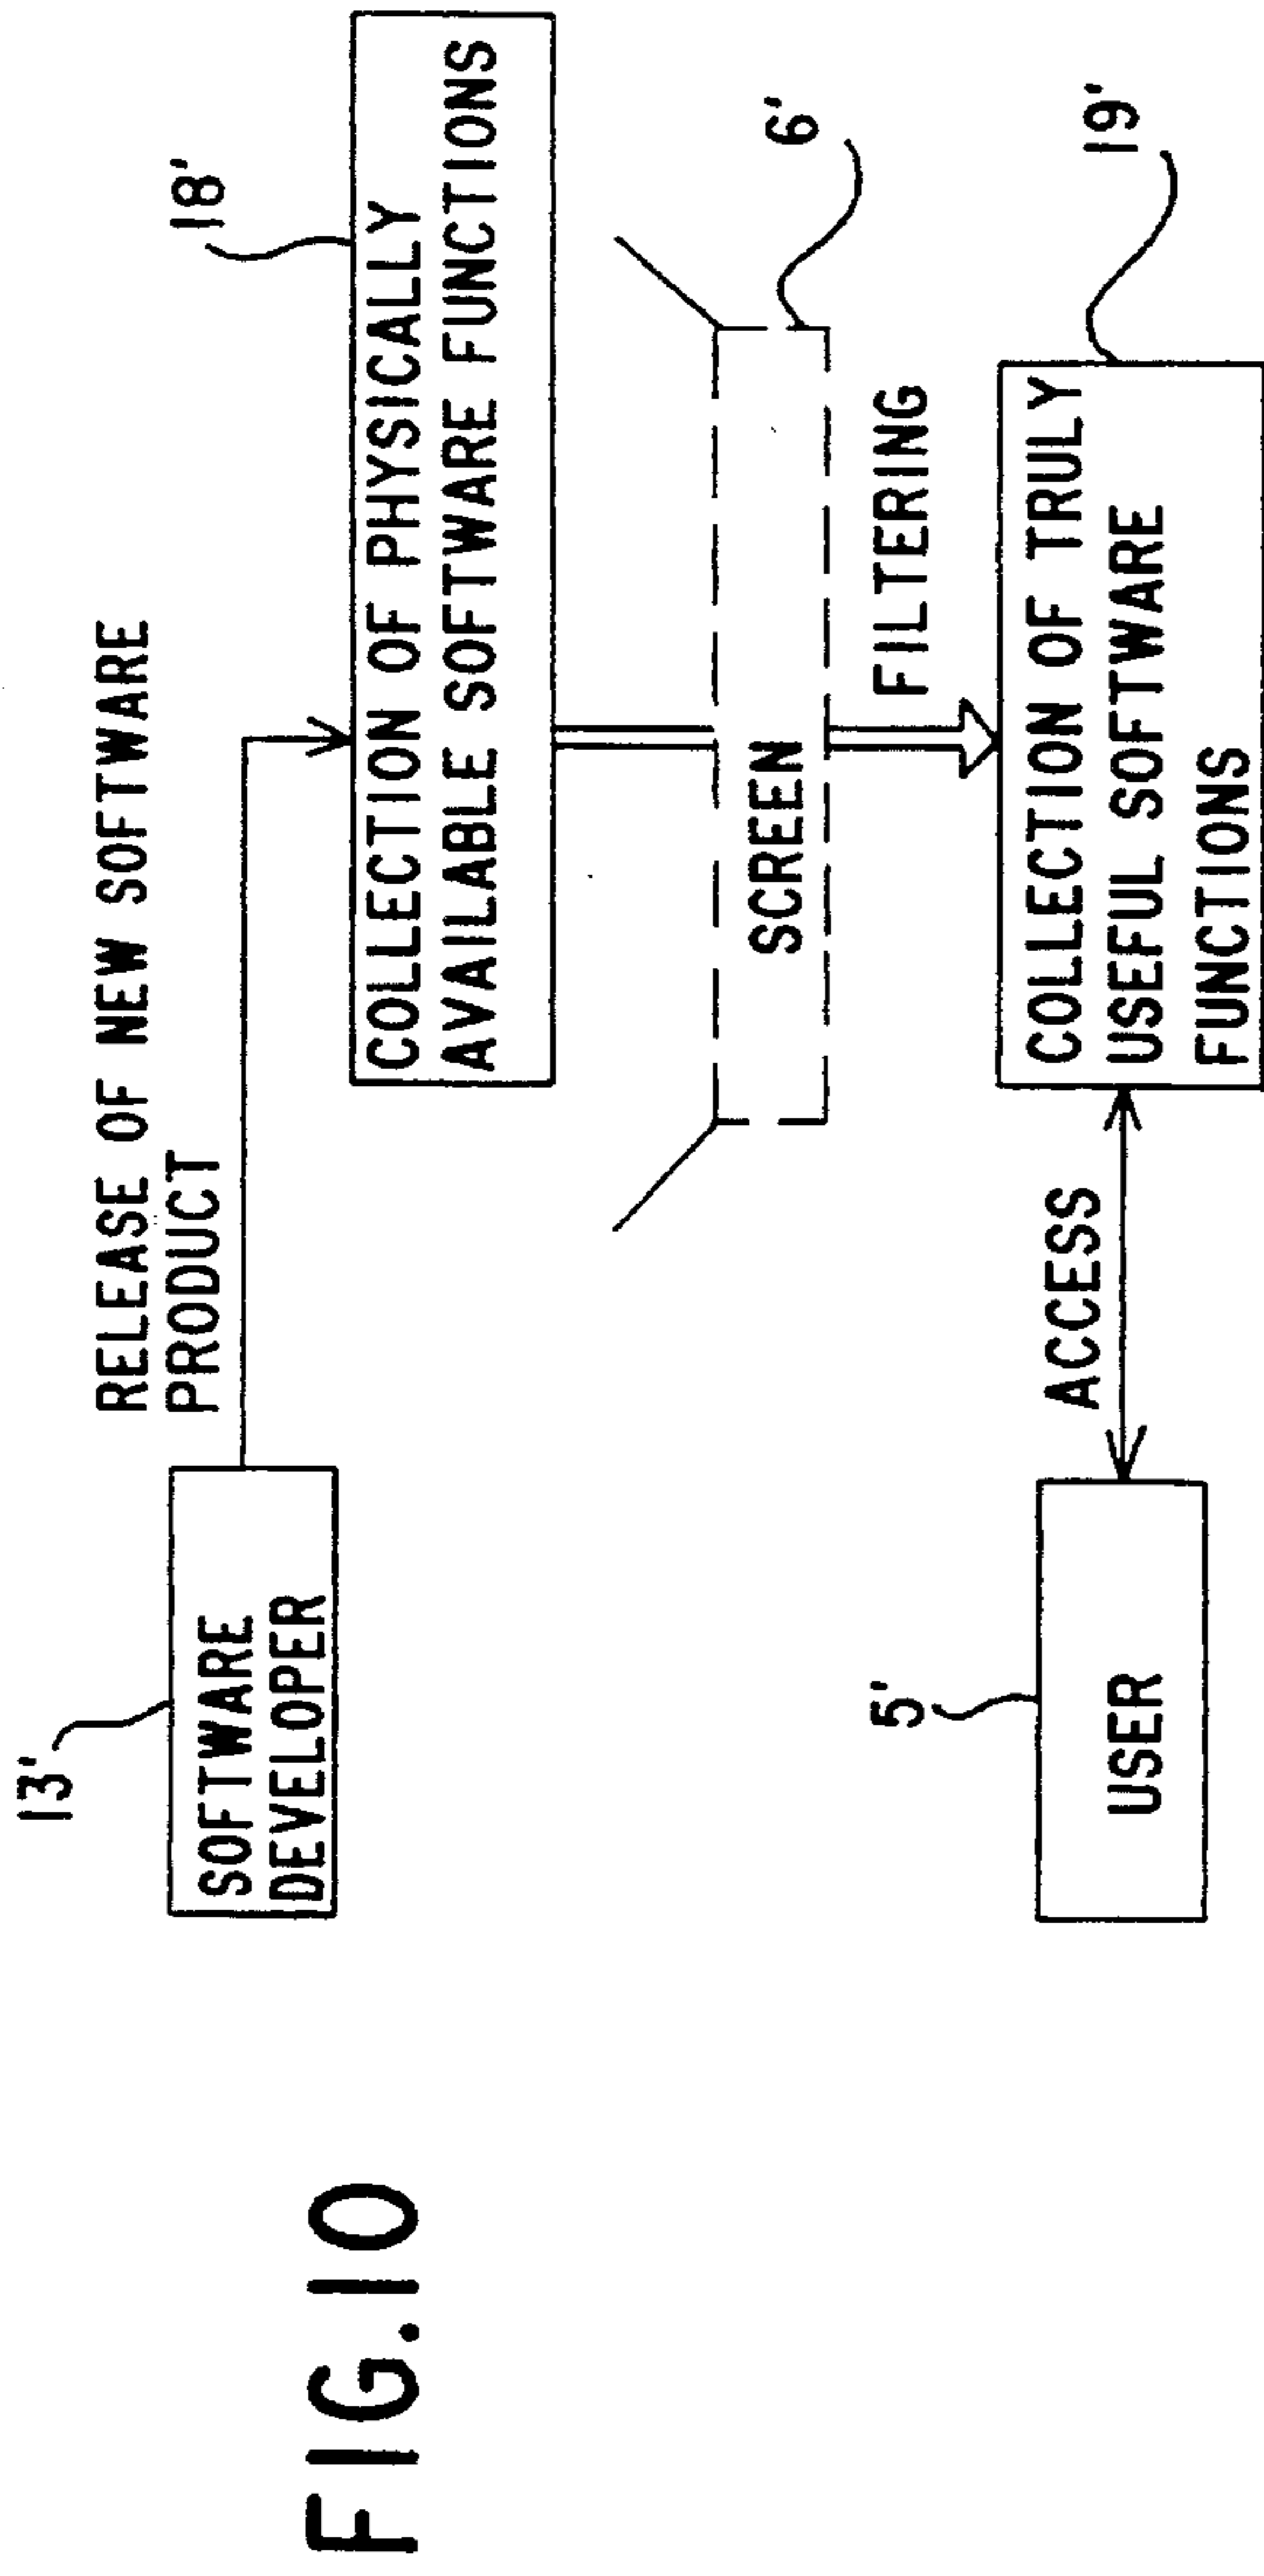 FIG.10
13'
SOFTWARE
DEVELOPER
RELEASE OF NEW SOFTWARE
PRODUCT
18'
COLLECTION OF PHYSICALLY
AVAILABLE SOFTWARE FUNCTIONS
SCREEN
6'
FILTERING
5'
USER
ACCESS
COLLECTION OF TRULY
USEFUL SOFTWARE
FUNCTIONS
19'